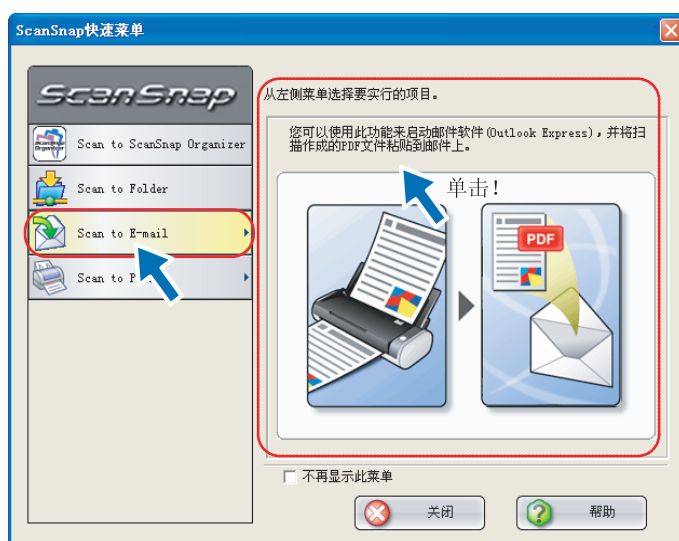 ScanSnap快速菜单
ScanSnap
从左侧菜单选择要实行的项目。
Scan to ScanSnap Organizer
Scan to Folder
Scan to E-mail
Scan to
您可以使用此功能来启动邮件软件(Outlook Express)，并将扫
描作成的PDF文件粘贴到邮件上。
单击！
PDF
不再显示此菜单
关闭
帮助